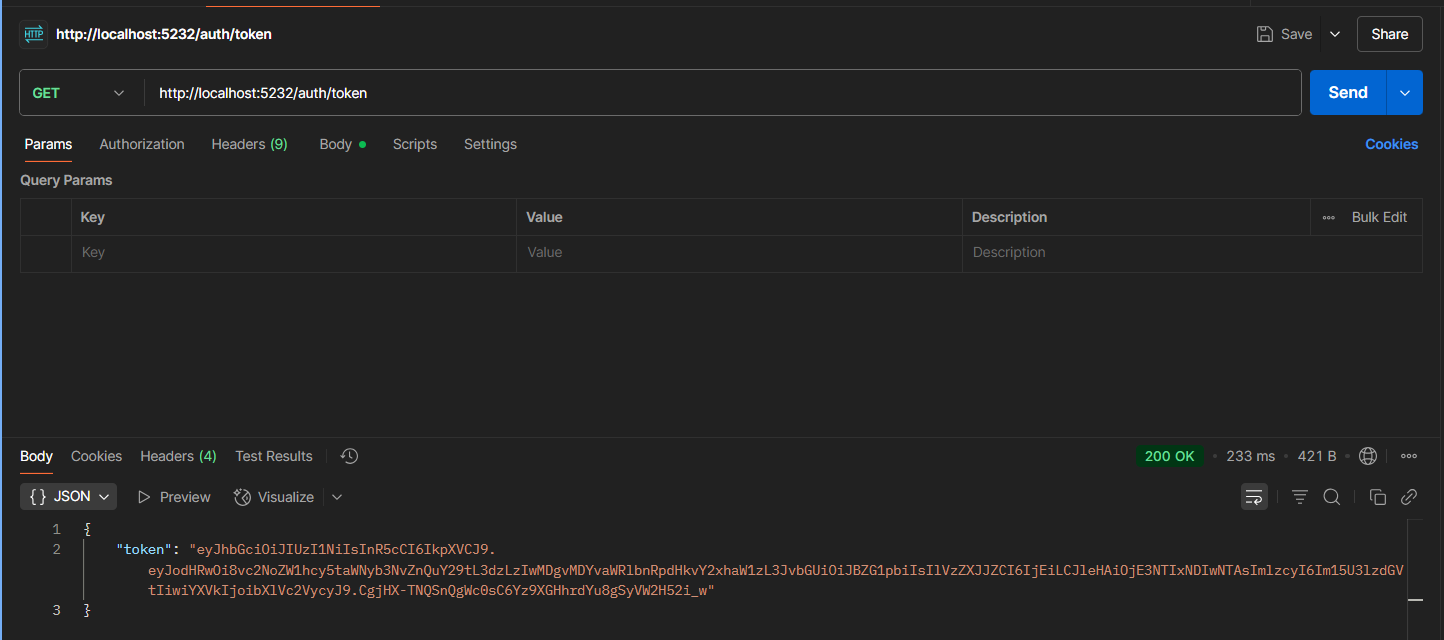 HTTP http://localhost:5232/auth/token Save Share
GET http://localhost:5232/auth/token Send
Params Authorization Headers (9) Body Scripts Settings Cookies
Query Params
Key Value Description Bulk Edit
Key Value Description
Body Cookies Headers (4) Test Results 200 OK 233 ms 421 B
{} JSON Preview Visualize
1 {
2 "token": "eyJhbGciOiJIUzI1NiIsInR5cCI6IkpXVCJ9.
eyJodHRwOi8vc2NoZW1hcy5taWNyb3NvZnQuY29tL3dzLzIwMDgvMDYvaWRlbnRpdHkvY2xhaW1zL3JvbGUiOiJBZG1pbiIsIlVzZXJJZCI6IjEiLCJleHAiOjE3NTIxNDIwNTAsImlzcyI6Im15U3lzdGV
tIiwiYXVkIjoibXlVc2VycyJ9.CgjHX-TNQSnQgWc0sC6Yz9XGHhrdYu8gSyVW2H52i_w"
3 }